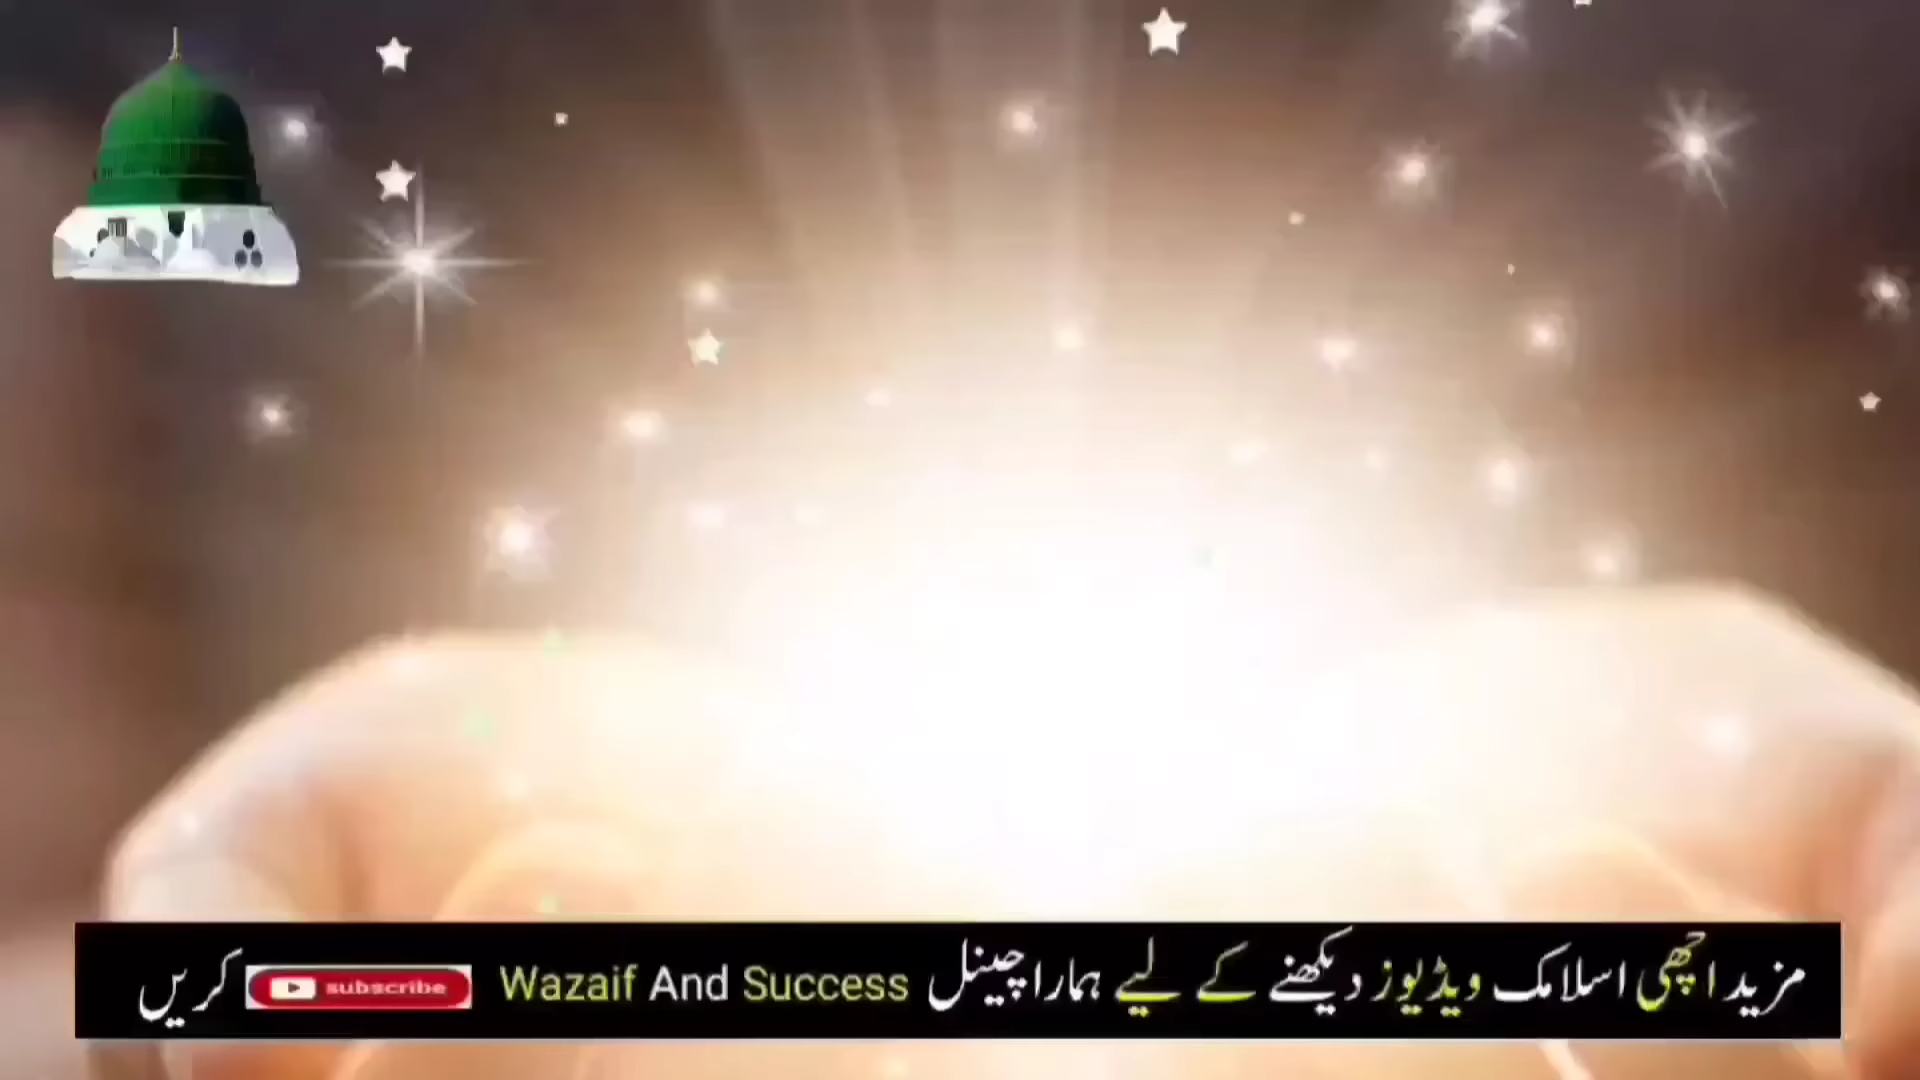 مزید اچھی اسلامک ویڈیوز دیکھنے کے لیے ہمارا چینل Wazaif And Success subscribe کریں